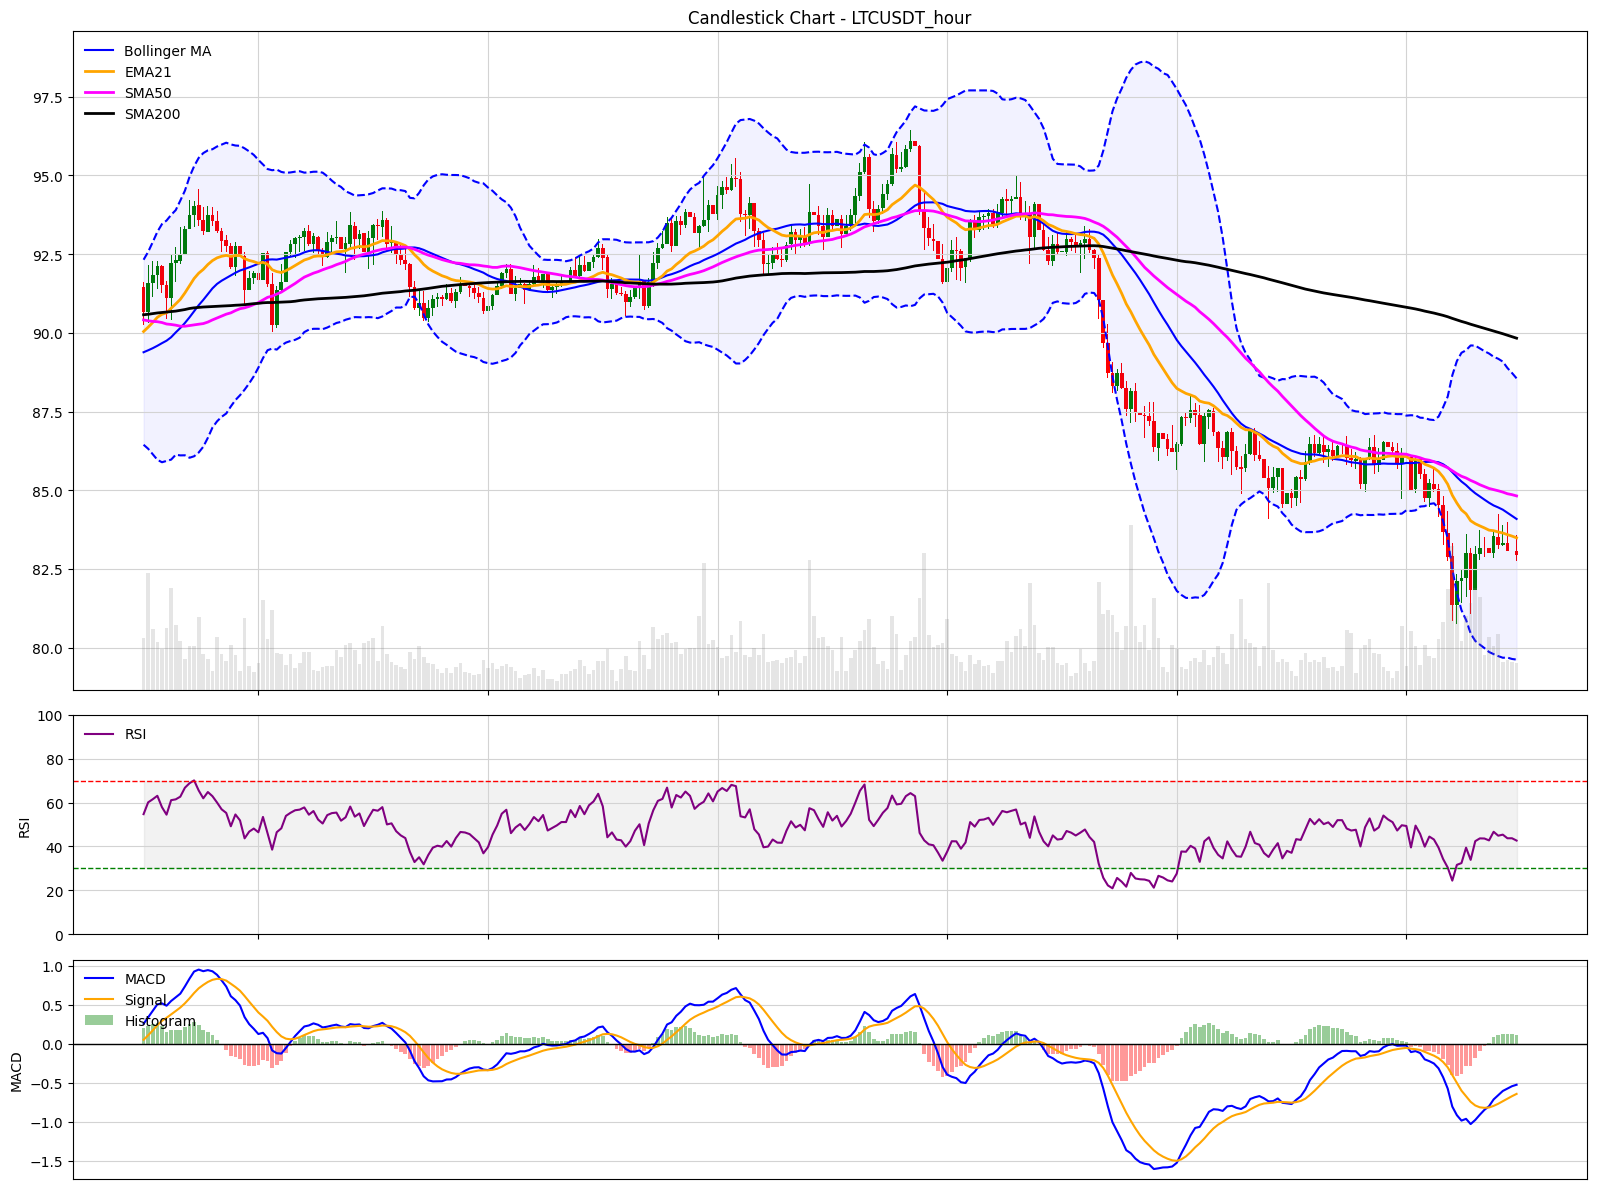 Candlestick Chart - LTCUSDT_hour
Bollinger MA
EMA21
SMA50
SMA200
97.5
95.0
92.5
90.0
87.5
85.0
82.5
80.0
RSI
100
80
60
40
20
0
RSI
MACD
Signal
Histogram
1.0
0.5
0.0
−0.5
−1.0
−1.5
MACD